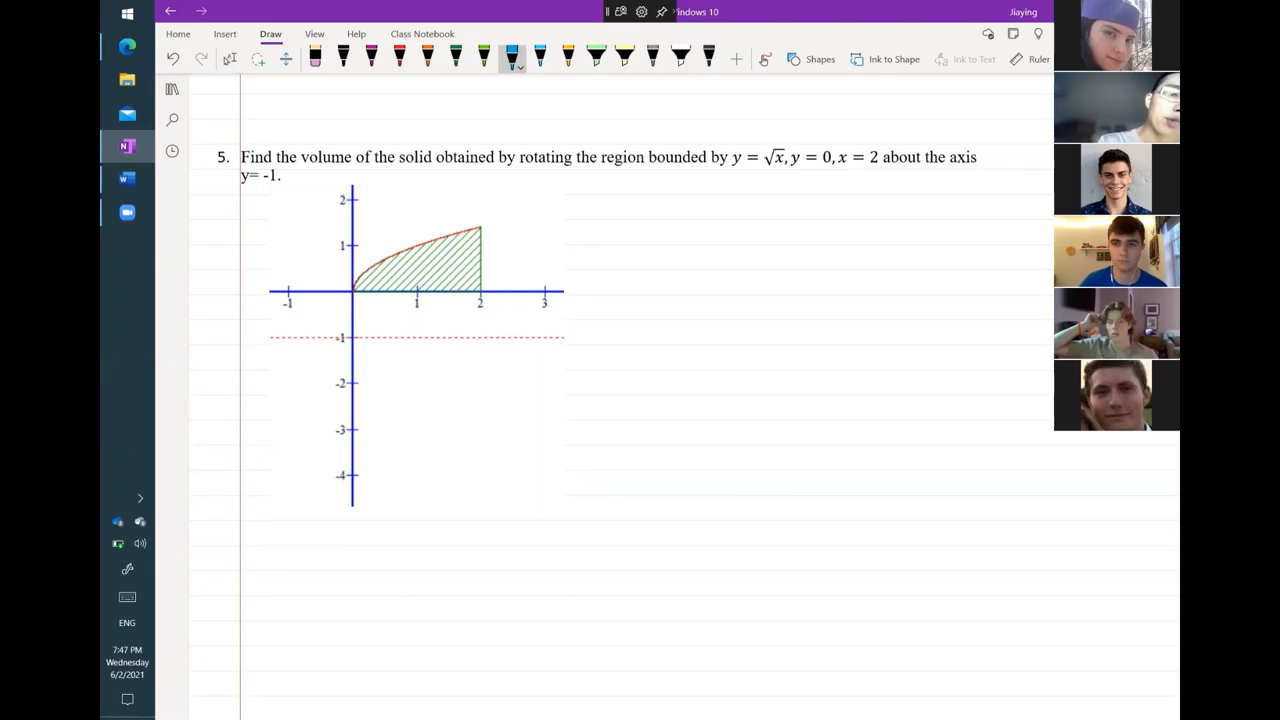 indows 10
Jiaying
Home Insert Draw View Help Class Notebook
Shapes Ink to Shape Ink to Text Ruler
5. Find the volume of the solid obtained by rotating the region bounded by y = √x, y = 0, x = 2 about the axis
y= -1.
2
1
-1 1 2 3
-1
-2
-3
-4
ENG
7:47 PM
Wednesday
6/2/2021